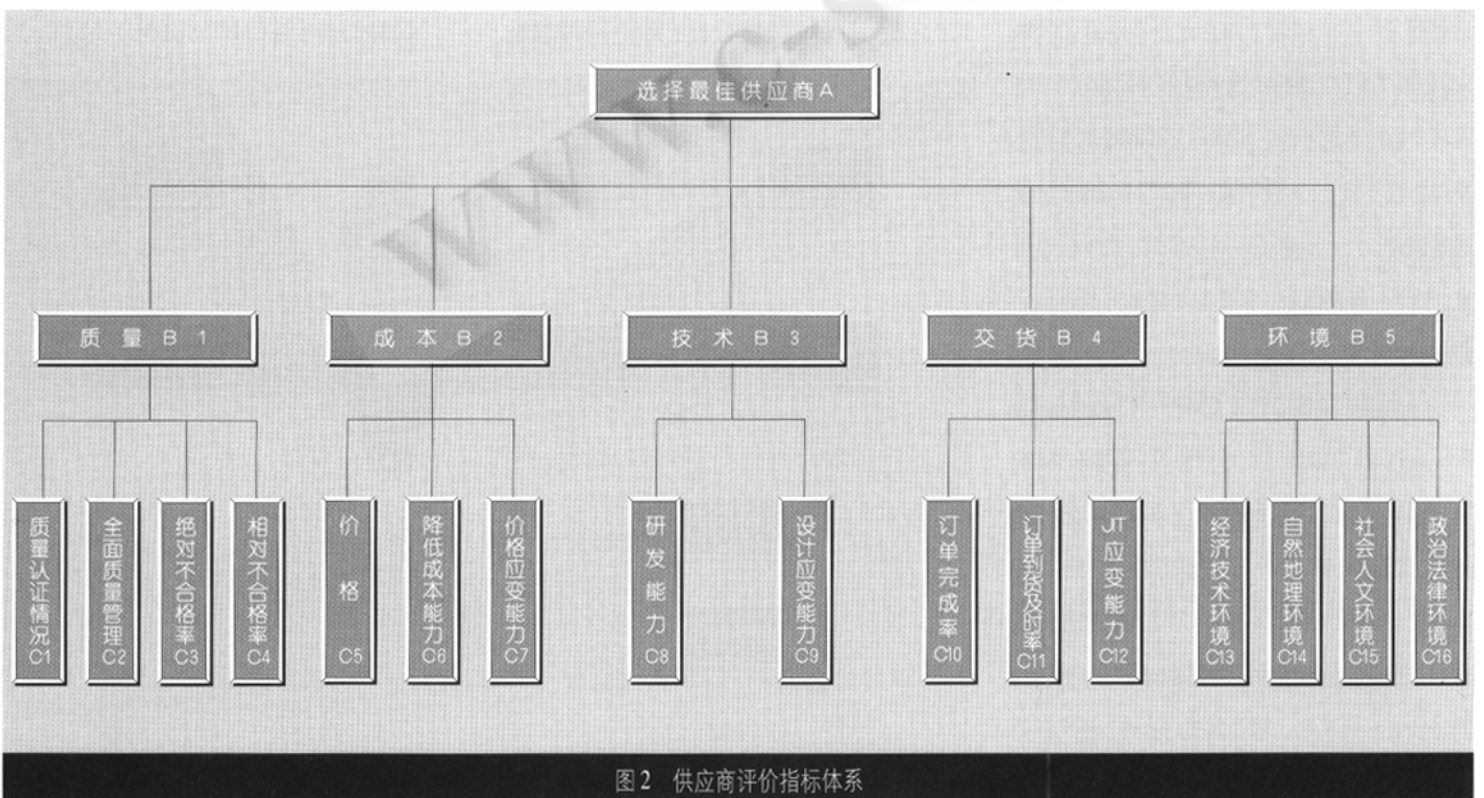 www.c-s
选择最佳供应商A
质量B1
成本B2
技术B3
交货B4
环境B5
质量认证情况C1
全面质量管理C2
绝对不合格率C3
相对不合格率C4
价格C5
降低成本能力C6
价格应变能力C7
研发能力C8
设计应变能力C9
订单完成率C10
订单到货及时率C11
JIT应变能力C12
经济技术环境C13
自然地理环境C14
社会人文环境C15
政治法律环境C16
图2 供应商评价指标体系